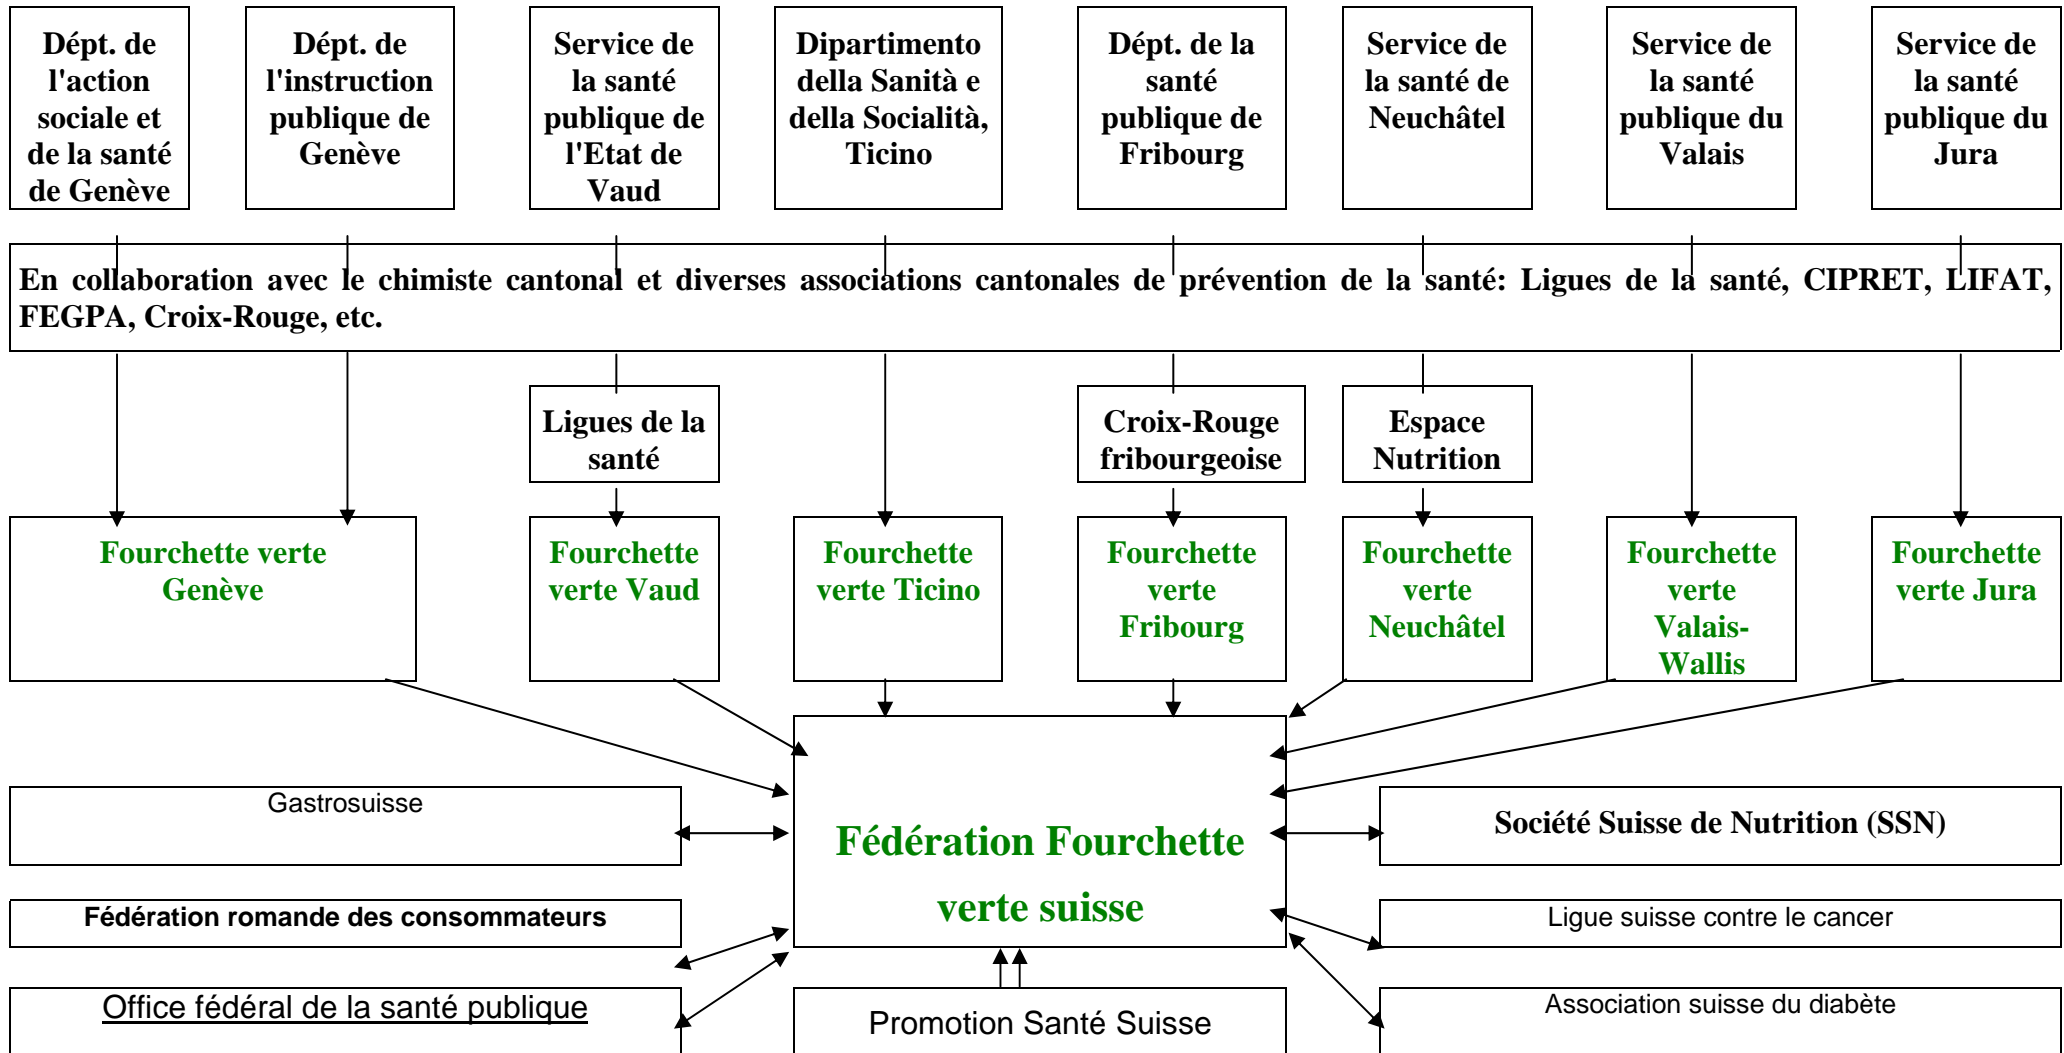 Dépt. de
l'action
sociale et
de la santé
de Genève
Dépt. de
l'instruction
publique de
Genève
Service de
la santé
publique de
l'Etat de
Vaud
Dipartimento
della Sanità e
della Socialità,
Ticino
Dépt. de la
santé
publique de
Fribourg
Service de
la santé de
Neuchâtel
Service de
la santé
publique du
Valais
Service de
la santé
publique du
Jura
En collaboration avec le chimiste cantonal et diverses associations cantonales de prévention de la santé: Ligues de la santé, CIPRET, LIFAT,
FEGPA, Croix-Rouge, etc.
Ligues de la
santé
Croix-Rouge
fribourgeoise
Espace
Nutrition
Fourchette verte
Genève
Fourchette
verte Vaud
Fourchette
verte Ticino
Fourchette
verte
Fribourg
Fourchette
verte
Neuchâtel
Fourchette
verte
Valais-
Wallis
Fourchette
verte Jura
Gastrosuisse
Fédération Fourchette
verte suisse
Société Suisse de Nutrition (SSN)
Fédération romande des consommateurs
Ligue suisse contre le cancer
Office fédéral de la santé publique
Promotion Santé Suisse
Association suisse du diabète